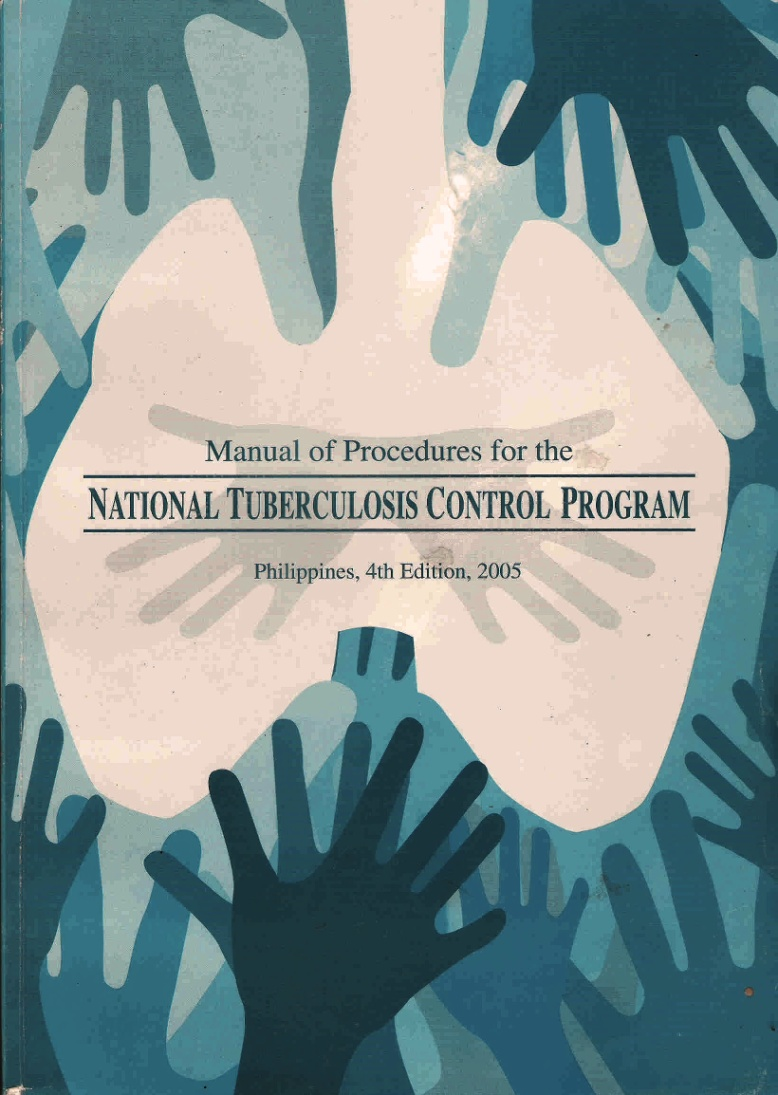 Manual of Procedures for the
NATIONAL TUBERCULOSIS CONTROL PROGRAM
Philippines, 4th Edition, 2005